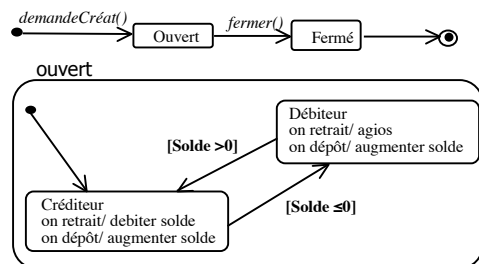 demandeCréat()
fermer()
Ouvert
Fermé
ouvert
Débiteur
on retrait/ agios
on dépôt/ augmenter solde
[Solde >0]
Créditeur
on retrait/ debiter solde
on dépôt/ augmenter solde
[Solde ≤0]